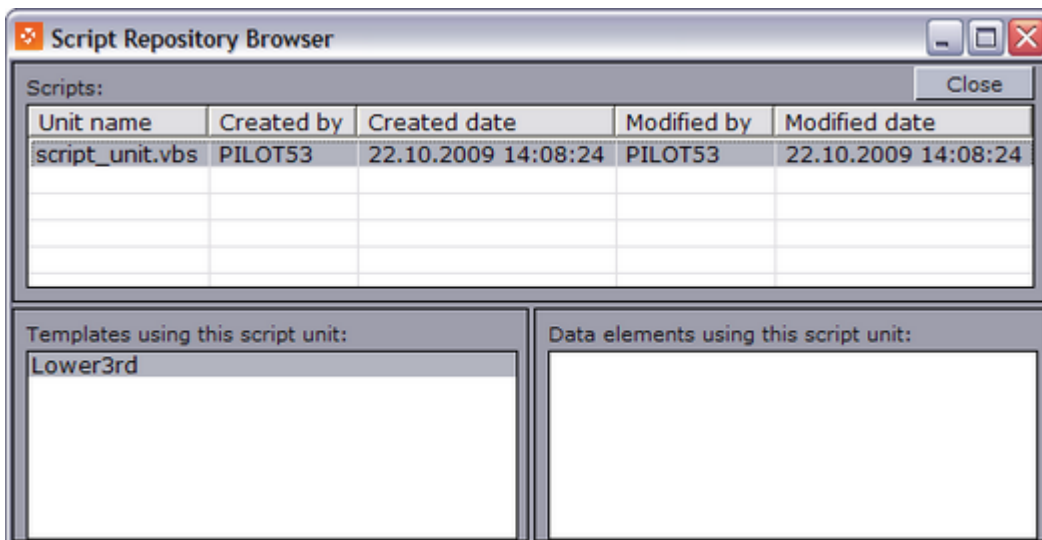 Script Repository Browser
Scripts: Close
Unit name Created by Created date Modified by Modified date
script_unit.vbs PILOT53 22.10.2009 14:08:24 PILOT53 22.10.2009 14:08:24
Templates using this script unit: Data elements using this script unit:
Lower3rd